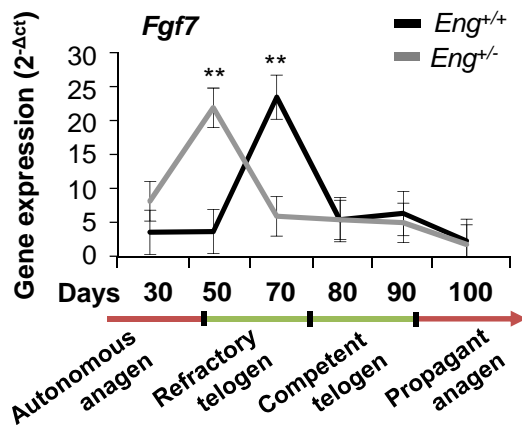 Fgf7
Eng+/+
Eng+/-
Gene expression (2-Δct)
30
25
20
15
10
5
0
**
**
Days 30 50 70 80 90 100
Autonomous
anagen
Refractory
telogen
Competent
telogen
Propagant
anagen